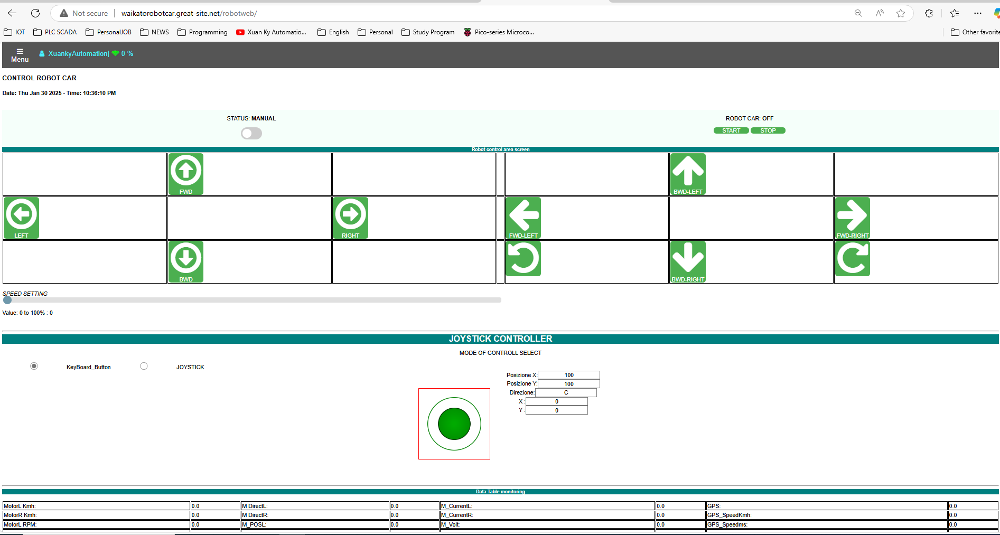 Not secure waikatorobotcar.great-site.net/robotweb/
IOT PLC SCADA PersonalJOB NEWS Programming Xuan Ky Automatio... English Personal Study Program Pico-series Microco... Other favorite
Menu XuankyAutomation| 0 %
CONTROL ROBOT CAR
Date: Thu Jan 30 2025 - Time: 10:36:10 PM
STATUS: MANUAL ROBOT CAR: OFF
START STOP
Robot control area screen
FWD BWD-LEFT
LEFT RIGHT FWD-LEFT FWD-RIGHT
BWD BWD-RIGHT
SPEED SETTING
Value: 0 to 100% : 0
JOYSTICK CONTROLLER
MODE OF CONTROLL SELECT
KeyBoard_Button JOYSTICK
Posizione X: 100
Posizione Y: 100
Direzione: C
X : 0
Y : 0
Data Table monitoring
MotorL Kmh: 0.0 M DirectL: 0.0 M_CurrentL: 0.0 GPS: 0.0
MotorR Kmh: 0.0 M DirectR: 0.0 M_CurrentR: 0.0 GPS_SpeedKmh: 0.0
MotorL RPM: 0.0 M_POSL: 0.0 M_Volt: 0.0 GPS_Speedms: 0.0